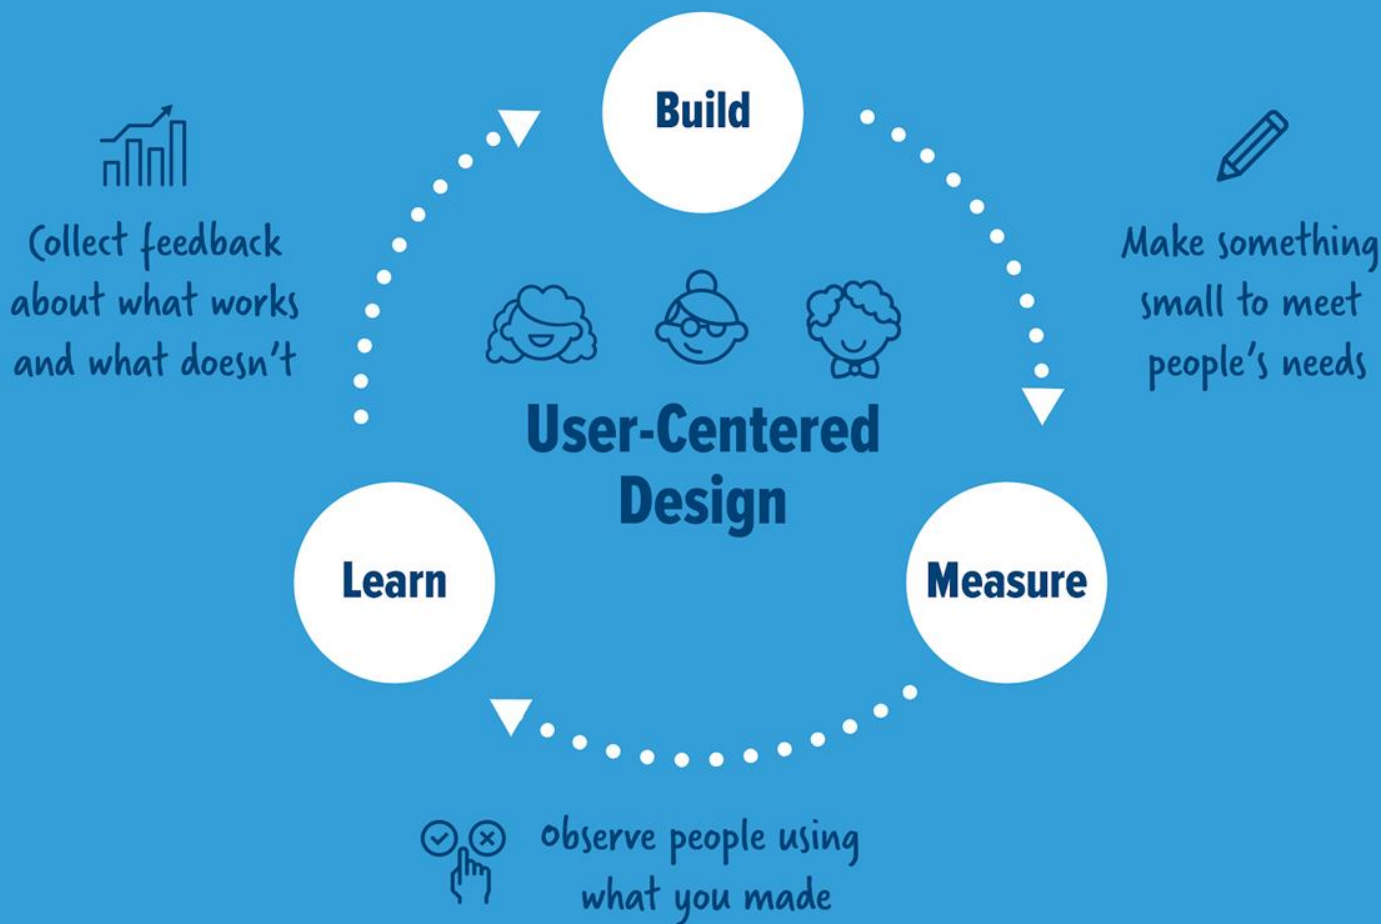 Build
Make something
small to meet
people's needs
Measure
Observe people using
what you made
Learn
Collect feedback
about what works
and what doesn't
User-Centered
Design